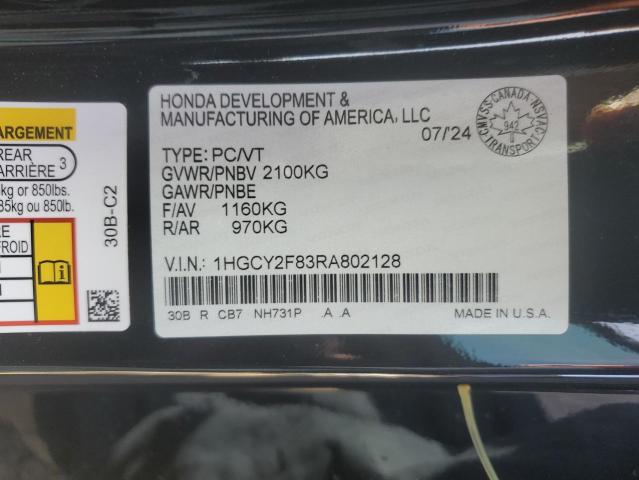 ARGEMENT
REAR
ARRIÈRE 3
kg or 850lbs.
85kg ou 850lb.
RE
FROID
30B-C2
HONDA DEVELOPMENT &
MANUFACTURING OF AMERICA, LLC
07/24
CMVSS CANADA NSVAC
942
TRANSPORT
TYPE: PC/VT
GVWR/PNBV 2100KG
GAWR/PNBE
F/AV 1160KG
R/AR 970KG
V.I.N.: 1HGCY2F83RA802128
30B R CB7 NH731P .A .A
MADE IN U.S.A.